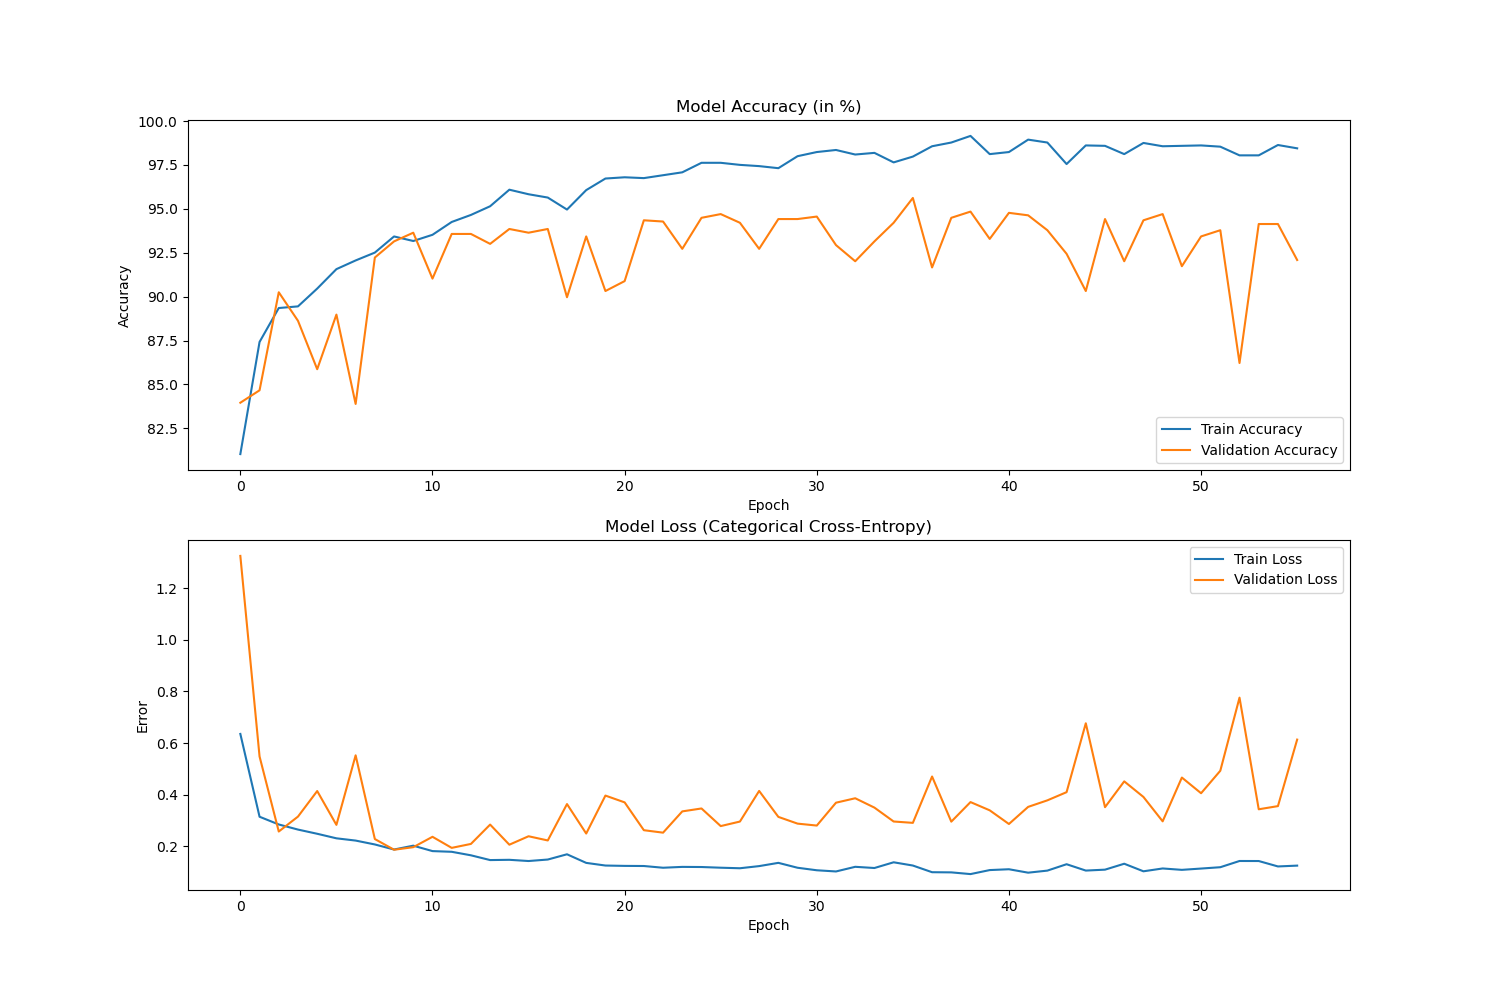 Model Accuracy (in %)
100.0
97.5
95.0
92.5
90.0
87.5
85.0
82.5
Accuracy
Train Accuracy
Validation Accuracy
0 10 20 30 40 50
Epoch
Model Loss (Categorical Cross-Entropy)
Train Loss
Validation Loss
1.2
1.0
0.8
0.6
0.4
0.2
Error
0 10 20 30 40 50
Epoch